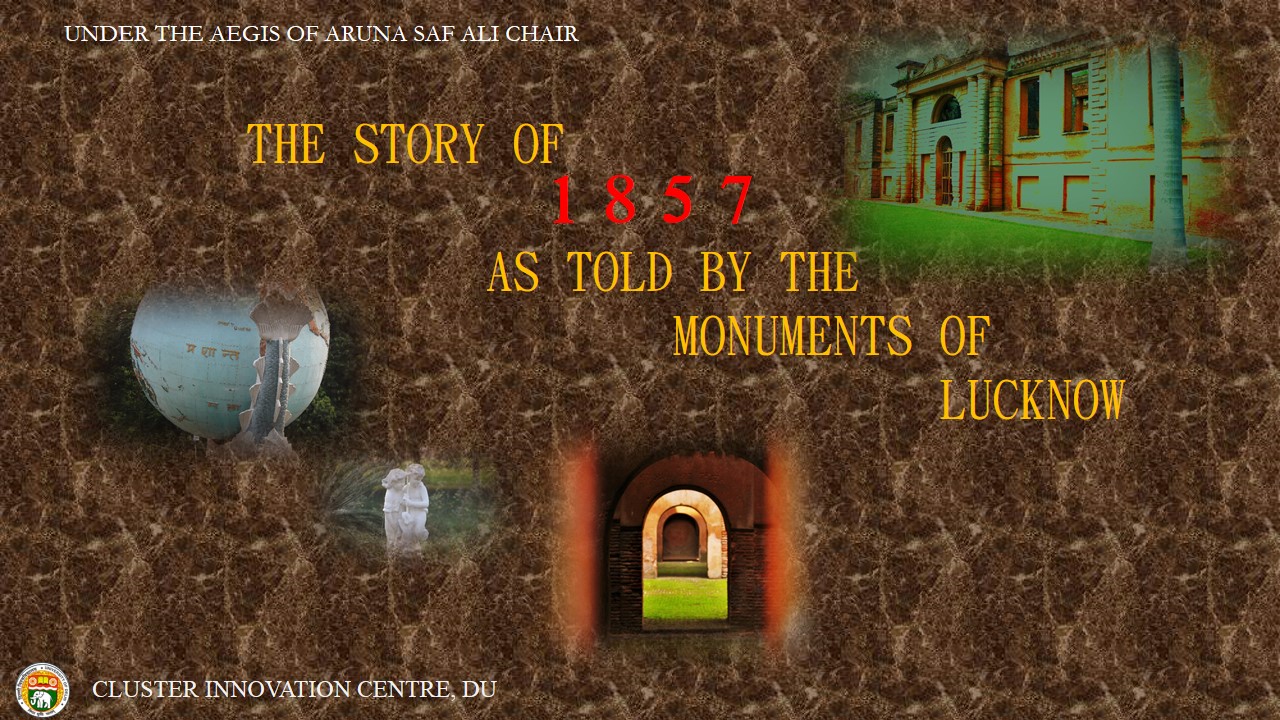 UNDER THE AEGIS OF ARUNA SAF ALI CHAIR
THE STORY OF
1857
AS TOLD BY THE
MONUMENTS OF
LUCKNOW
प्र शा न्त
CLUSTER INNOVATION CENTRE, DU